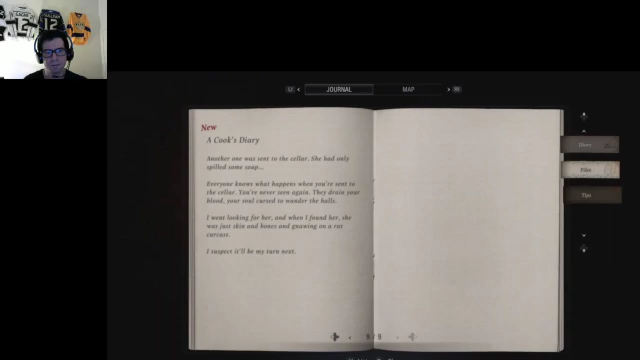 JOURNAL
MAP
New
A Cook's Diary
Another one was sent to the cellar. She had only
spilled some soup...
Everyone knows what happens when you're sent to
the cellar. You're never seen again. They drain your
blood, your soul cursed to wander the halls.
I went looking for her, and when I found her, she
was just skin and bones and gnawing on a rat
carcass.
I suspect it'll be my turn next.
Files
Tips
9 / 9
12